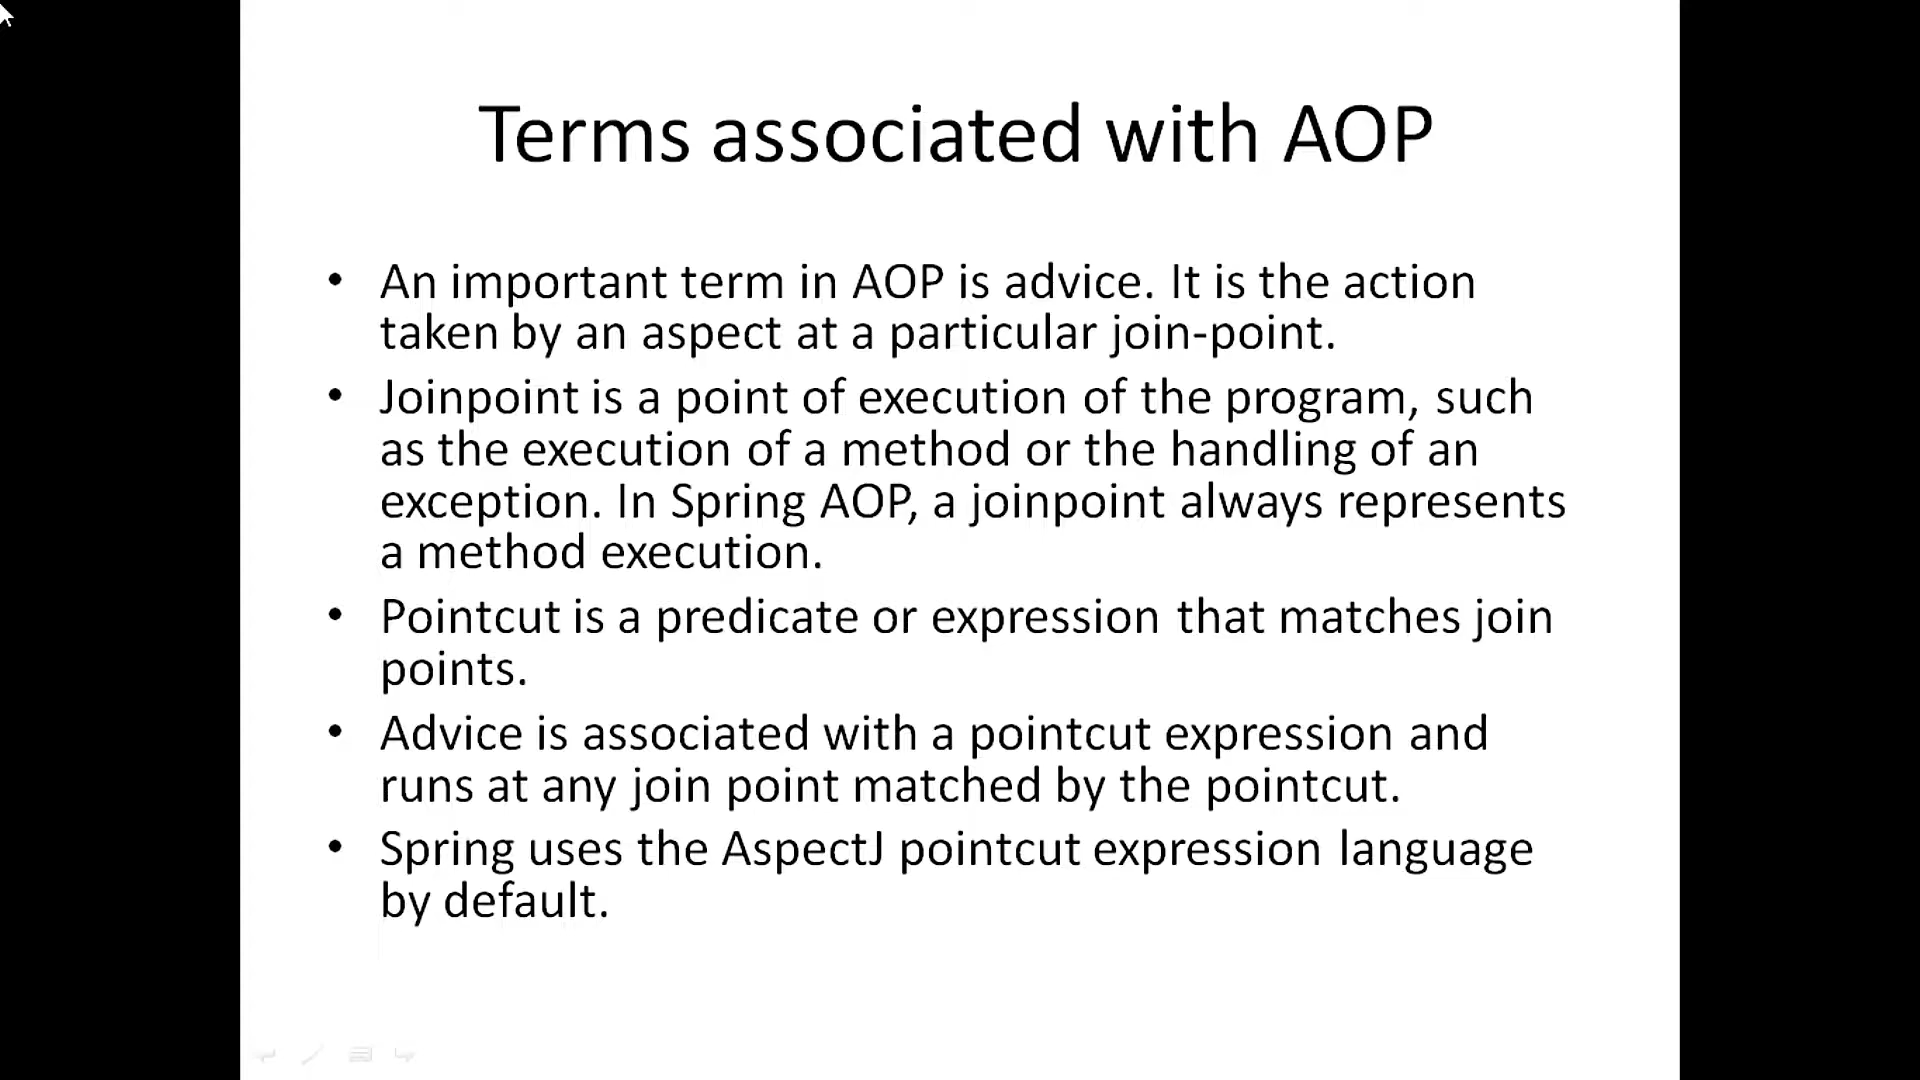 Terms associated with AOP
• An important term in AOP is advice. It is the action
taken by an aspect at a particular join-point.
• Joinpoint is a point of execution of the program, such
as the execution of a method or the handling of an
exception. In Spring AOP, a joinpoint always represents
a method execution.
• Pointcut is a predicate or expression that matches join
points.
• Advice is associated with a pointcut expression and
runs at any join point matched by the pointcut.
• Spring uses the AspectJ pointcut expression language
by default.